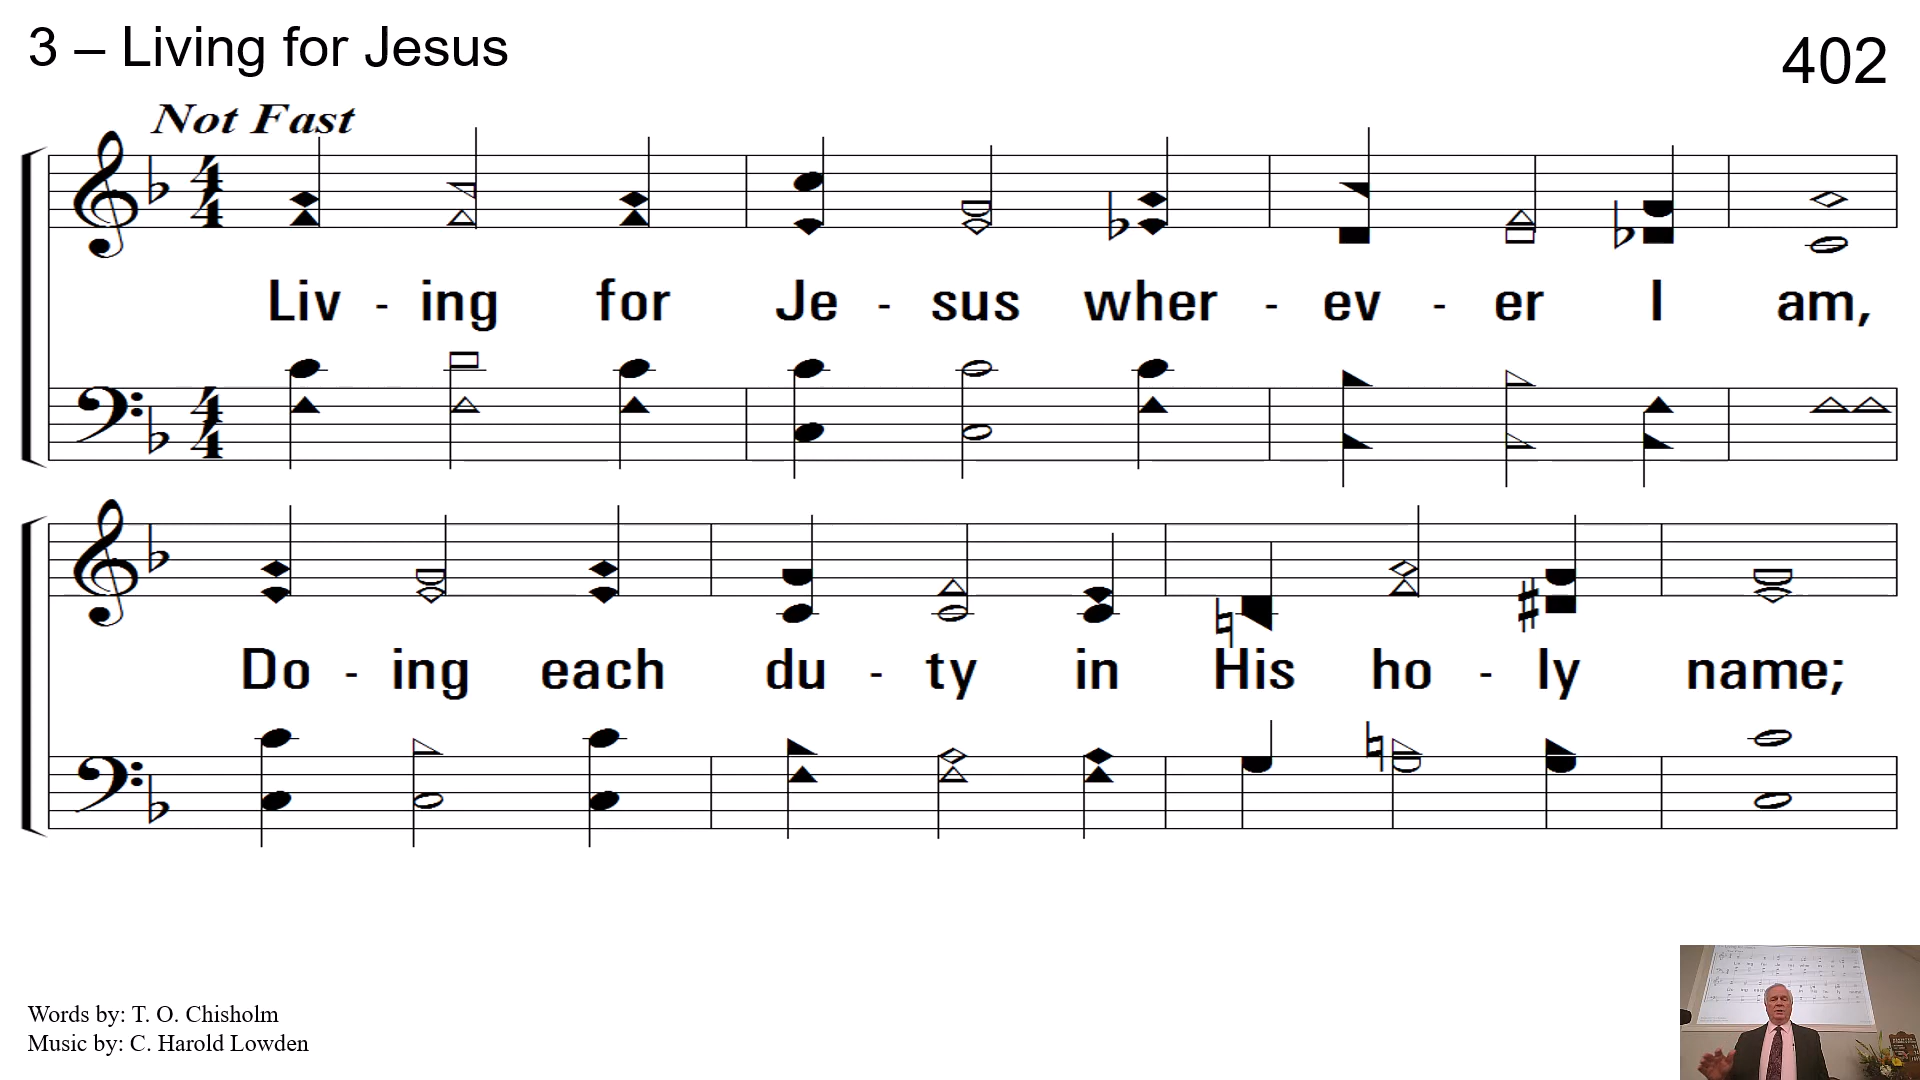 3 – Living for Jesus
402
Not Fast
Liv - ing for Je - sus wher - ev - er I am,
Do - ing each du - ty in His ho - ly name;
Words by: T. O. Chisholm
Music by: C. Harold Lowden